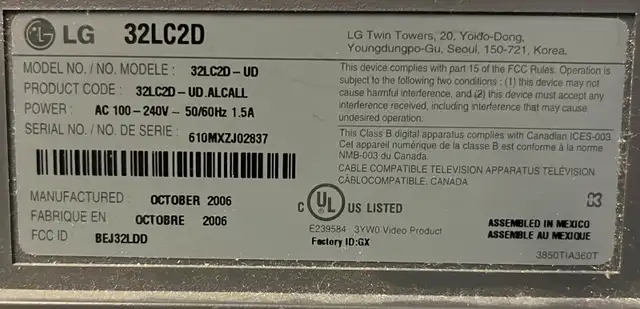 LG 32LC2D
MODEL NO./NO. MODELE : 32LC2D-UD
PRODUCT CODE : 32LC2D-UD.ALCALL
POWER : AC 100-240V~50/60Hz 1.5A
SERIAL NO./NO. DE SERIE : 610MXZJ02837
MANUFACTURED : OCTOBER 2006
FABRIQUE EN : OCTOBRE 2006
FCC ID : BEJ32LDD
LG Twin Towers, 20, Yoido-Dong,
Youngdungpo-Gu, Seoul, 150-721, Korea.
This device complies with part 15 of the FCC Rules. Operation is
subject to the following two conditions : (1) this device may not
cause harmful interference, and (2) this device must accept any
interference received, including interference that may cause
undesired operation.
This Class B digital apparatus complies with Canadian ICES-003.
Cet appareil numérique de la classe B est conforme à la norme
NMB-003 du Canada.
CABLE COMPATIBLE TELEVISION APPARATUS TÉLÉVISION
CÂBLOCOMPATIBLE, CANADA
C UL ® US LISTED
E239584 3YW0 Video Product
Factory ID:GX
ASSEMBLED IN MEXICO
ASSEMBLE AU MEXIQUE
3850TIA360T